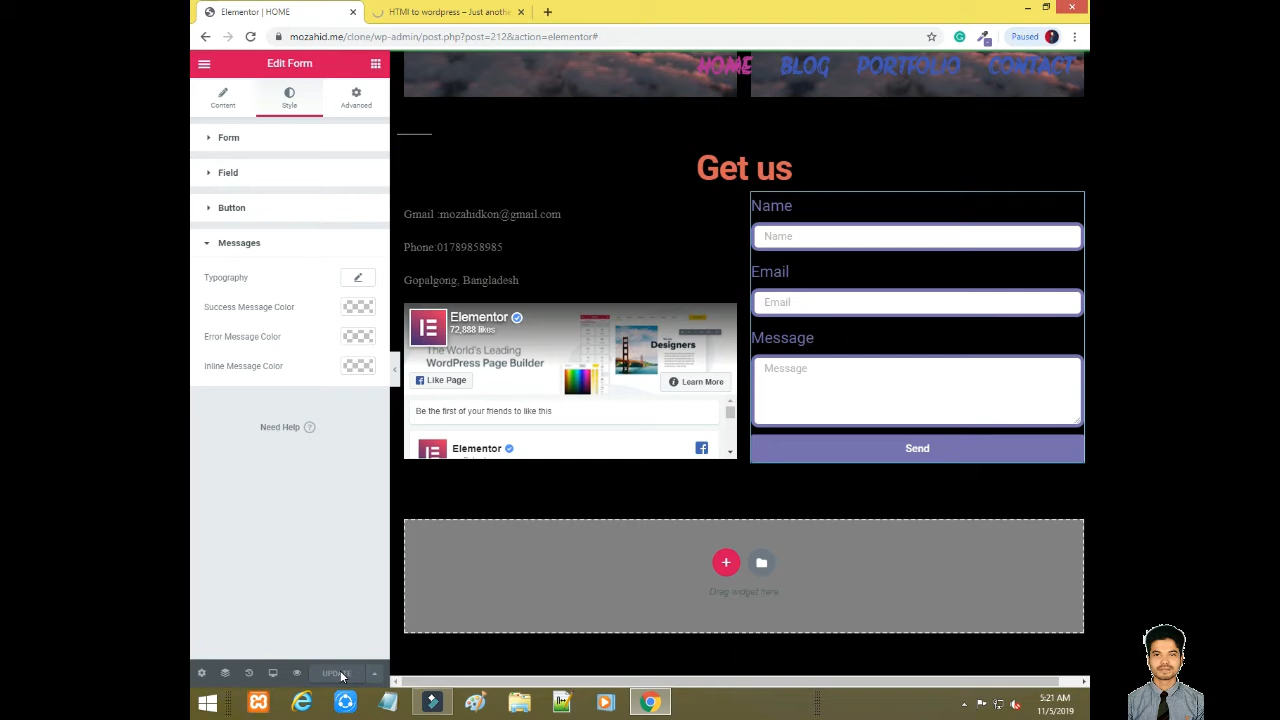 Elementor | HOME
HTMl to wordpress – Just anothe
mozahid.me/clone/wp-admin/post.php?post=212&action=elementor#
Paused
Edit Form
Content
Style
Advanced
Form
Field
Button
Messages
Typography
Success Message Color
Error Message Color
Inline Message Color
Need Help
UPDATE
HOME
BLOG
PORTFOLIO
CONTACT
Get us
Gmail :mozahidkon@gmail.com
Phone:01789858985
Gopalgong, Bangladesh
Elementor
72,888 likes
The World's Leading
WordPress Page Builder
Designers
Like Page
Learn More
Be the first of your friends to like this
Elementor
Name
Name
Email
Email
Message
Message
Send
Drag widget here
5:21 AM
11/5/2019